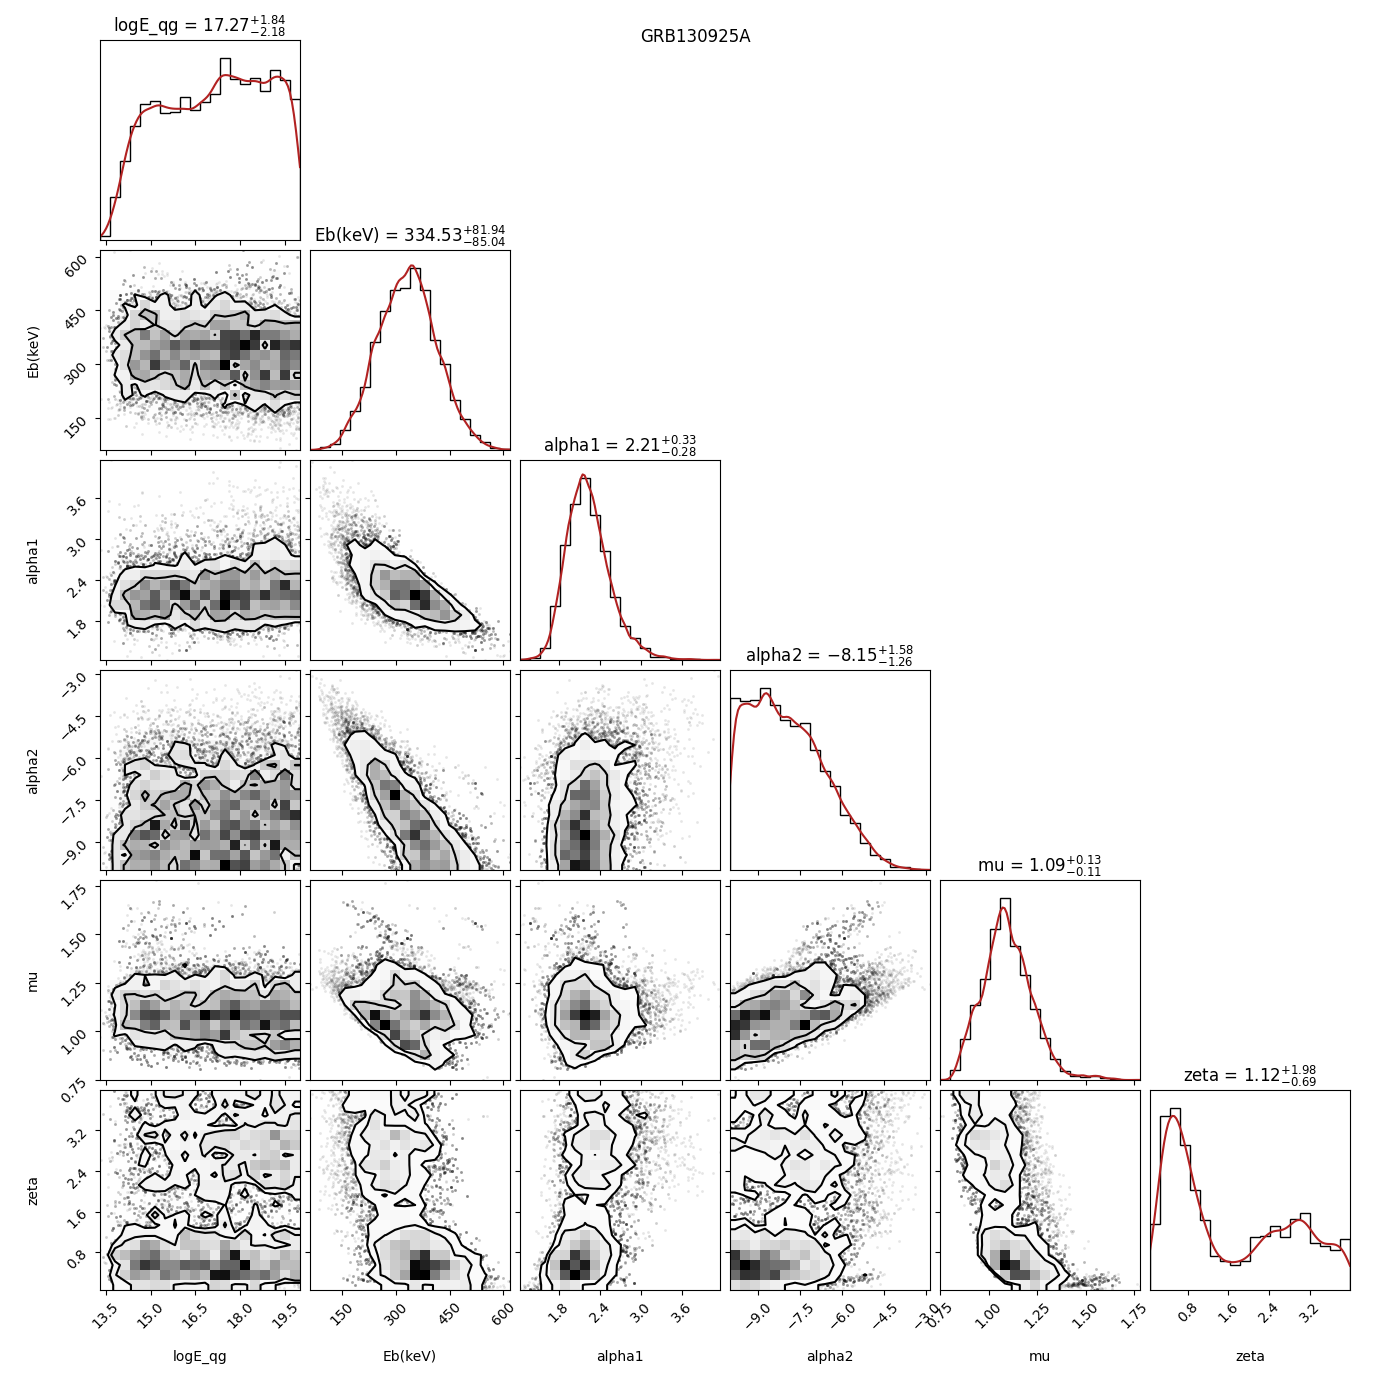 GRB130925A
logE_qg = 17.27+1.84 −2.18
Eb(keV) = 334.53+81.94 −85.04
600
450
300
150
Eb(keV)
alpha1 = 2.21+0.33 −0.28
3.6
3.0
2.4
1.8
alpha1
alpha2 = −8.15+1.58 −1.26
−3.0
−4.5
−6.0
−7.5
−9.0
alpha2
mu = 1.09+0.13 −0.11
1.75
1.50
1.25
1.00
0.75
mu
zeta = 1.12+1.98 −0.69
3.2
2.4
1.6
0.8
zeta
13.5 15.0 16.5 18.0 19.5 150 300 450 600 1.8 2.4 3.0 3.6 −9.0 −7.5 −6.0 −4.5 −3.0 0.75 1.00 1.25 1.50 1.75 0.8 1.6 2.4 3.2
logE_qg Eb(keV) alpha1 alpha2 mu zeta